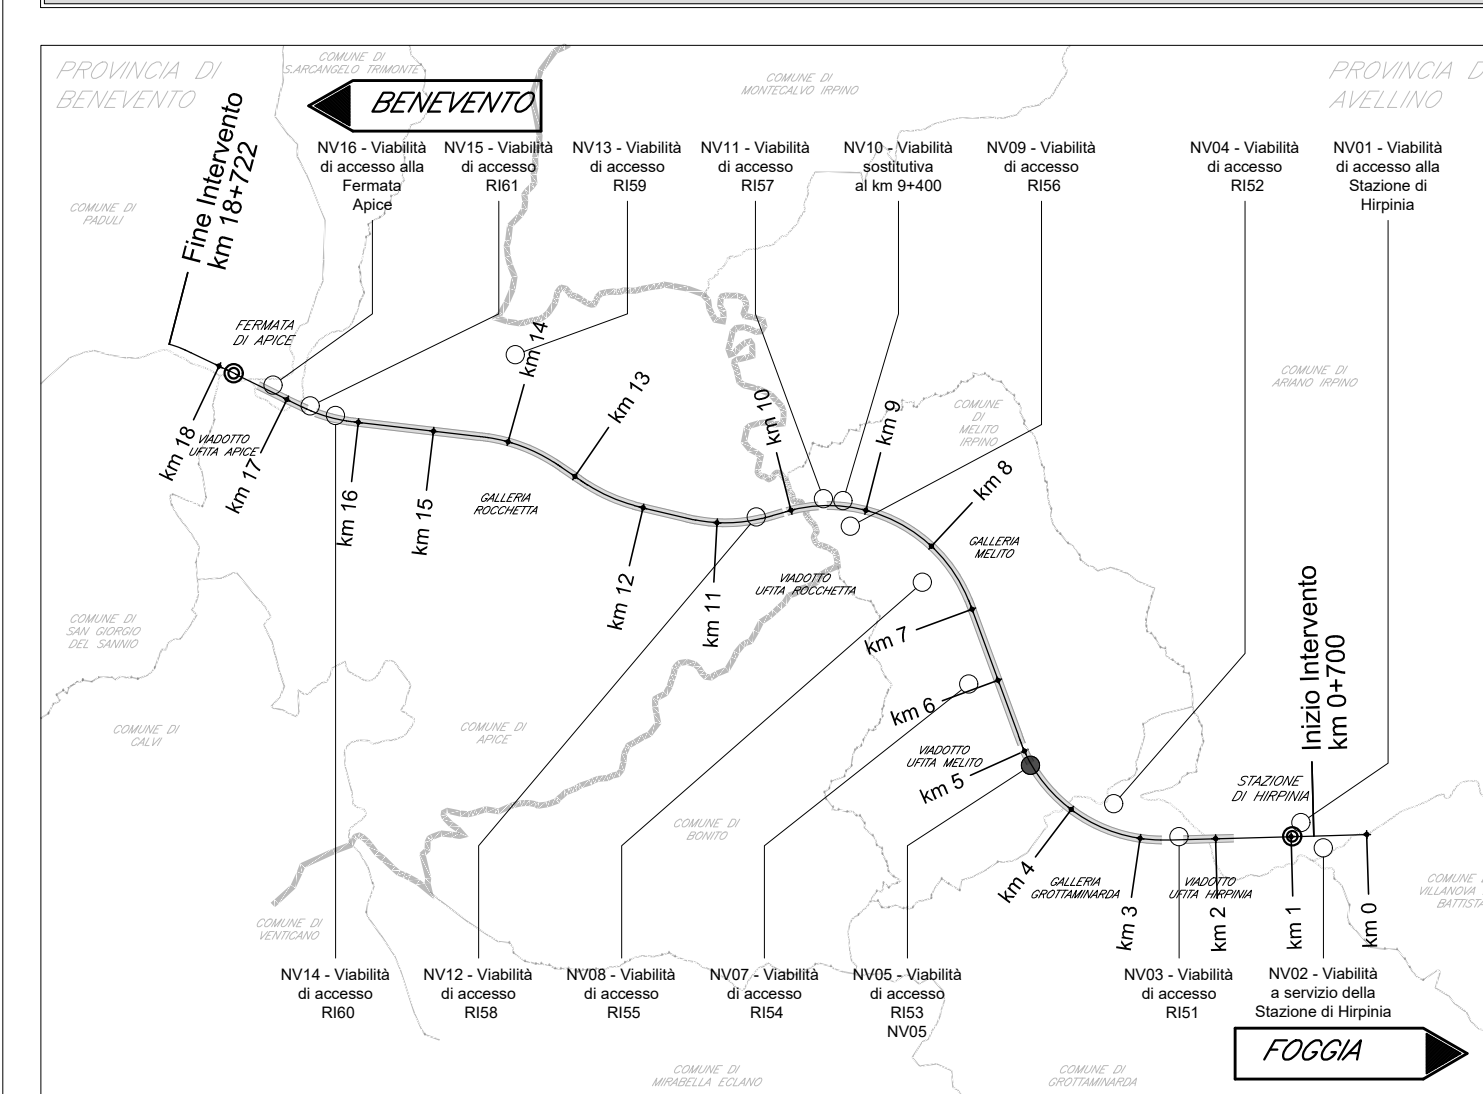 PROVINCIA DI
BENEVENTO
COMUNE DI
S.ARCANGELO TRIMONTE
BENEVENTO
COMUNE DI
MONTECALVO IRPINO
PROVINCIA D
AVELLINO
Fine Intervento
km 18+722
NV16 - Viabilità
di accesso alla
Fermata
Apice
NV15 - Viabilità
di accesso
RI61
NV13 - Viabilità
di accesso
RI59
NV11 - Viabilità
di accesso
RI57
NV10 - Viabilità
sostitutiva
al km 9+400
NV09 - Viabilità
di accesso
RI56
NV04 - Viabilità
di accesso
RI52
NV01 - Viabilità
di accesso alla
Stazione di
Hirpinia
COMUNE DI
PADULI
FERMATA
DI APICE
km 14
km 13
km 10
km 9
COMUNE
DI
MELITO
IRPINO
COMUNE DI
ARIANO IRPINO
km 18
VIADOTTO
UFITA APICE
km 17
km 16
km 15
GALLERIA
ROCCHETTA
km 8
GALLERIA
MELITO
km 12
km 11
VIADOTTO
UFITA ROCCHETTA
km 7
COMUNE DI
SAN GIORGIO
DEL SANNIO
Inizio Intervento
km 0+700
km 6
COMUNE DI
CALVI
COMUNE DI
APICE
VIADOTTO
UFITA MELITO
km 5
STAZIONE
DI HIRPINIA
COMUNE DI
BONITO
km 4
GALLERIA
GROTTAMINARDA
km 3
VIADOTTO
UFITA HIRPINIA
km 2
km 1
km 0
COMUNE
VILLANOVA
BATTIST
COMUNE DI
VENTICANO
NV14 - Viabilità
di accesso
RI60
NV12 - Viabilità
di accesso
RI58
NV08 - Viabilità
di accesso
RI55
NV07 - Viabilità
di accesso
RI54
NV05 - Viabilità
di accesso
RI53
NV05
NV03 - Viabilità
di accesso
RI51
NV02 - Viabilità
a servizio della
Stazione di Hirpinia
FOGGIA
COMUNE DI
MIRABELLA ECLANO
COMUNE DI
GROTTAMINARDA